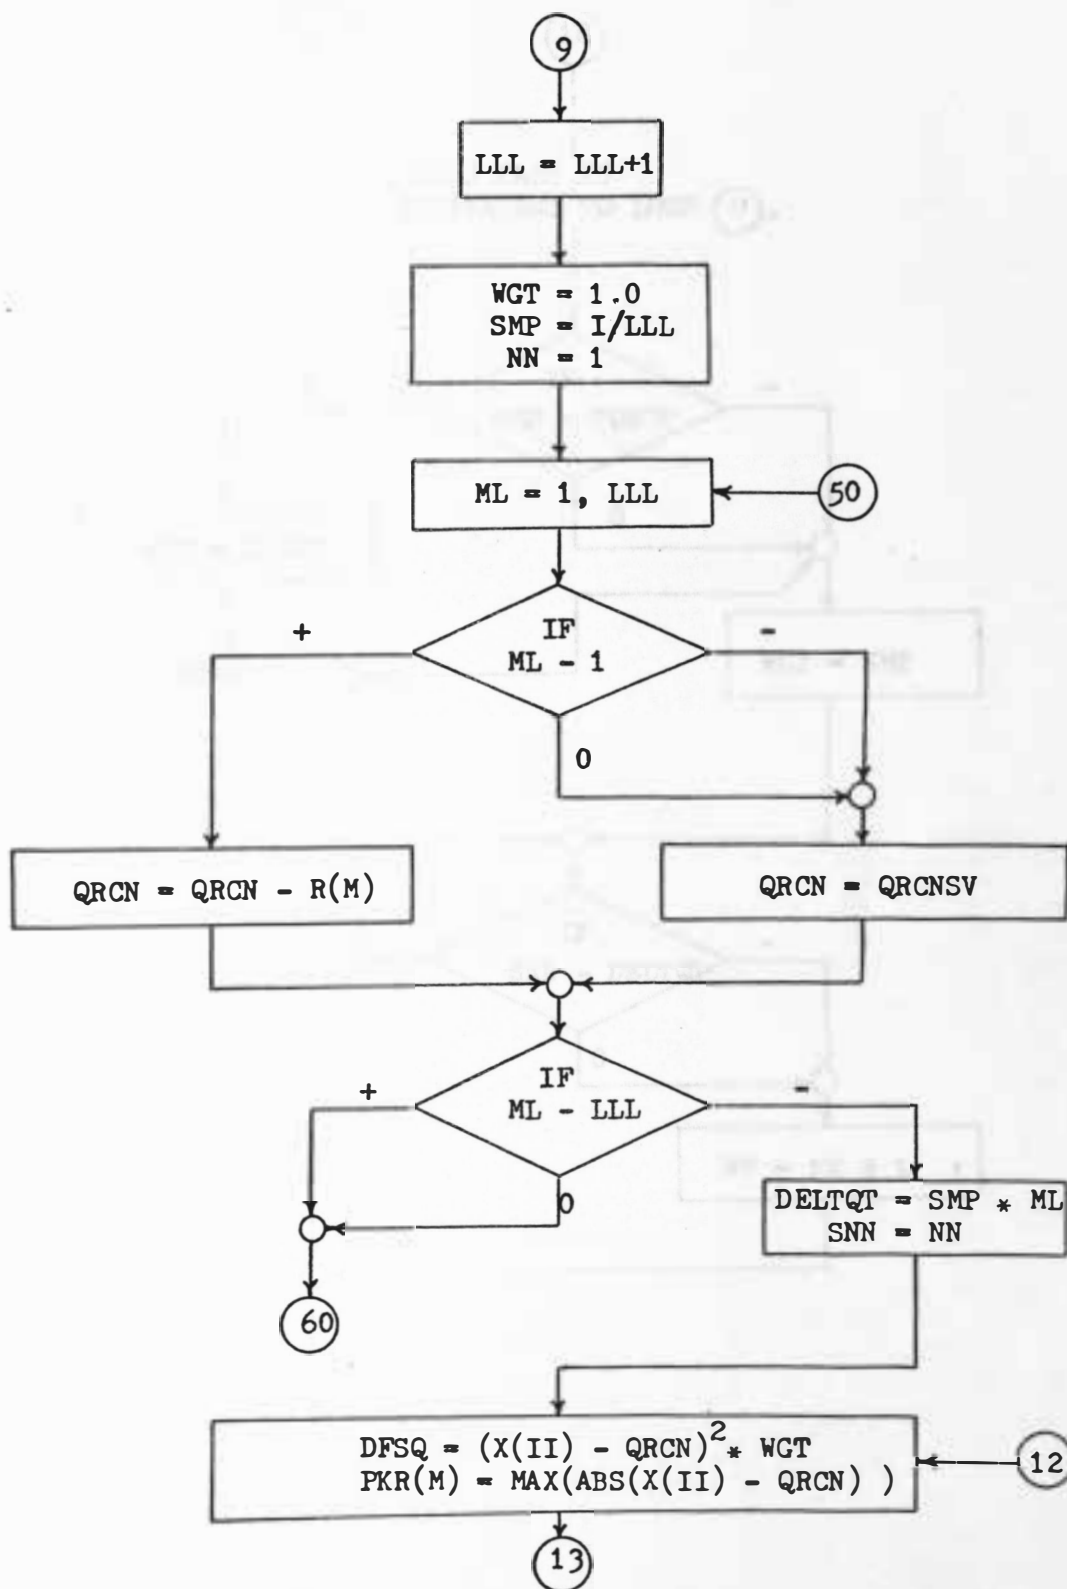 9
LLL = LLL+1
WGT = 1.0
SMP = I/LLL
NN = 1
ML = 1, LLL
50
IF
ML - 1
+
-
0
QRCN = QRCN - R(M)
QRCN = QRCNSV
IF
ML - LLL
+
-
0
DELTQT = SMP * ML
SNN = NN
60
DFSQ = (X(II) - QRCN)² * WGT
PKR(M) = MAX(ABS(X(II) - QRCN) )
12
13